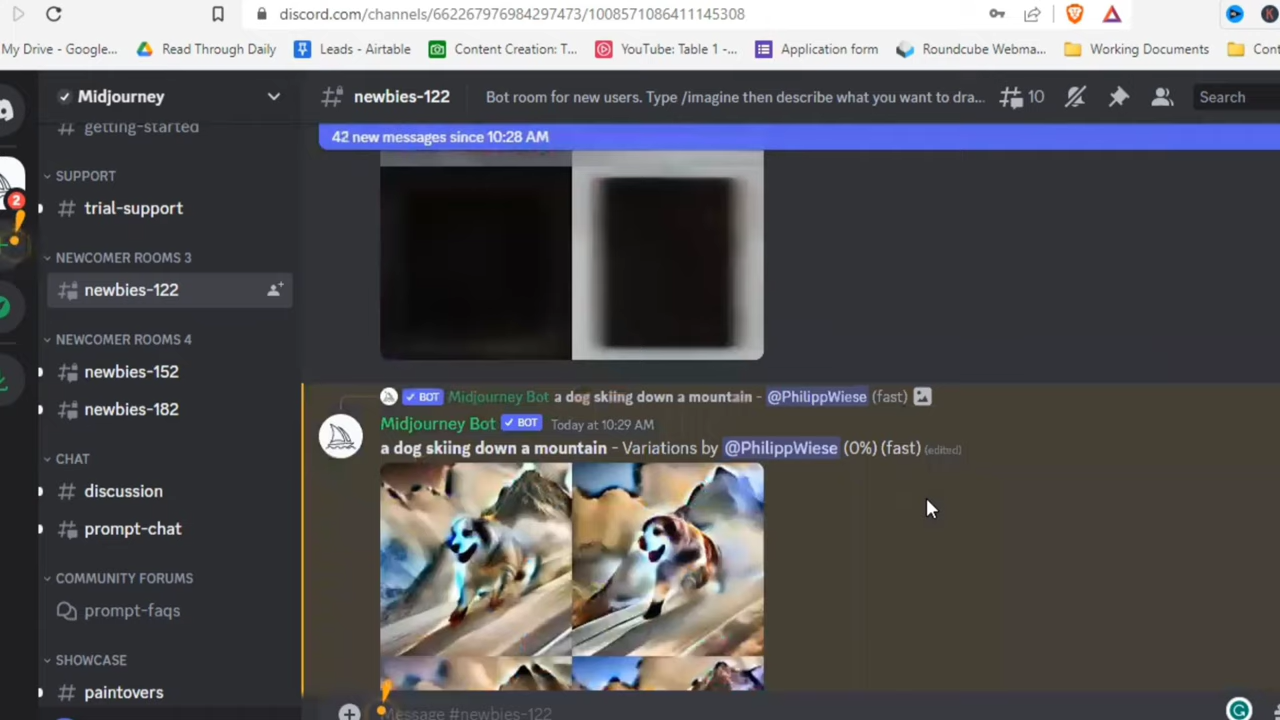 discord.com/channels/662267976984297473/1008571086411145308
My Drive - Google...
Read Through Daily
Leads - Airtable
Content Creation: T...
YouTube: Table 1 -...
Application form
Roundcube Webma...
Working Documents
Cont
Midjourney
newbies-122
Bot room for new users. Type /imagine then describe what you want to dra...
10
Search
42 new messages since 10:28 AM
getting-started
SUPPORT
trial-support
2
NEWCOMER ROOMS 3
newbies-122
NEWCOMER ROOMS 4
newbies-152
newbies-182
CHAT
discussion
prompt-chat
COMMUNITY FORUMS
prompt-faqs
SHOWCASE
paintovers
BOT Midjourney Bot a dog skiing down a mountain - @PhilippWiese (fast)
Midjourney Bot BOT Today at 10:29 AM
a dog skiing down a mountain - Variations by @PhilippWiese (0%) (fast) (edited)
Message #newbies-122